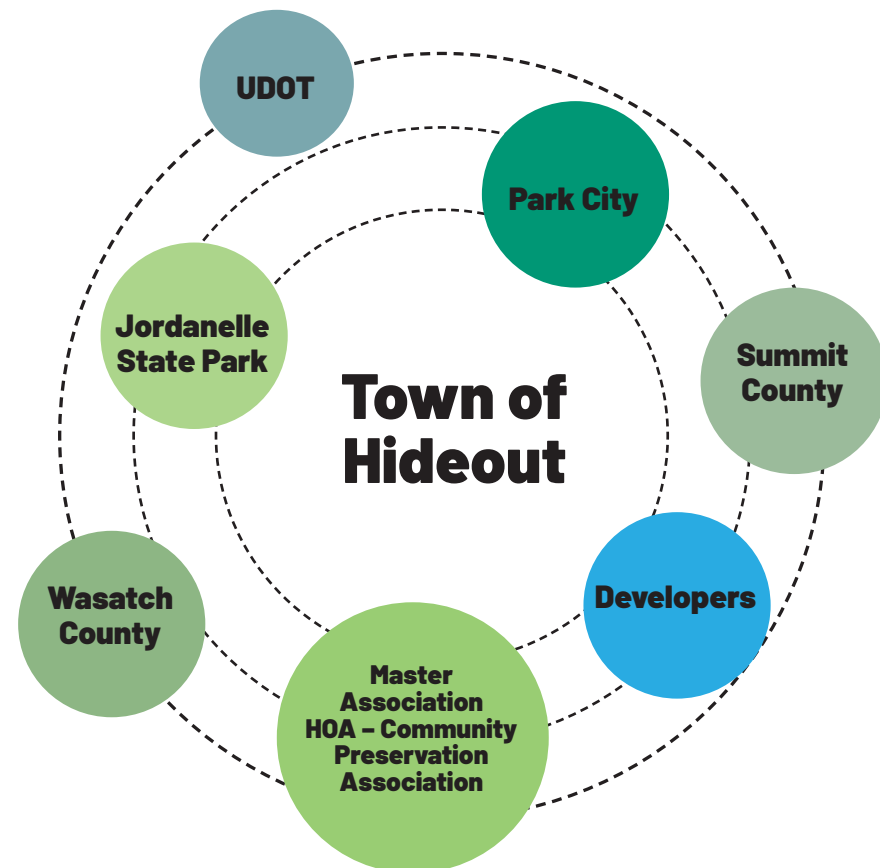 UDOT
Park City
Jordanelle
State Park
Summit
County
Town of
Hideout
Developers
Wasatch
County
Master
Association
HOA – Community
Preservation
Association